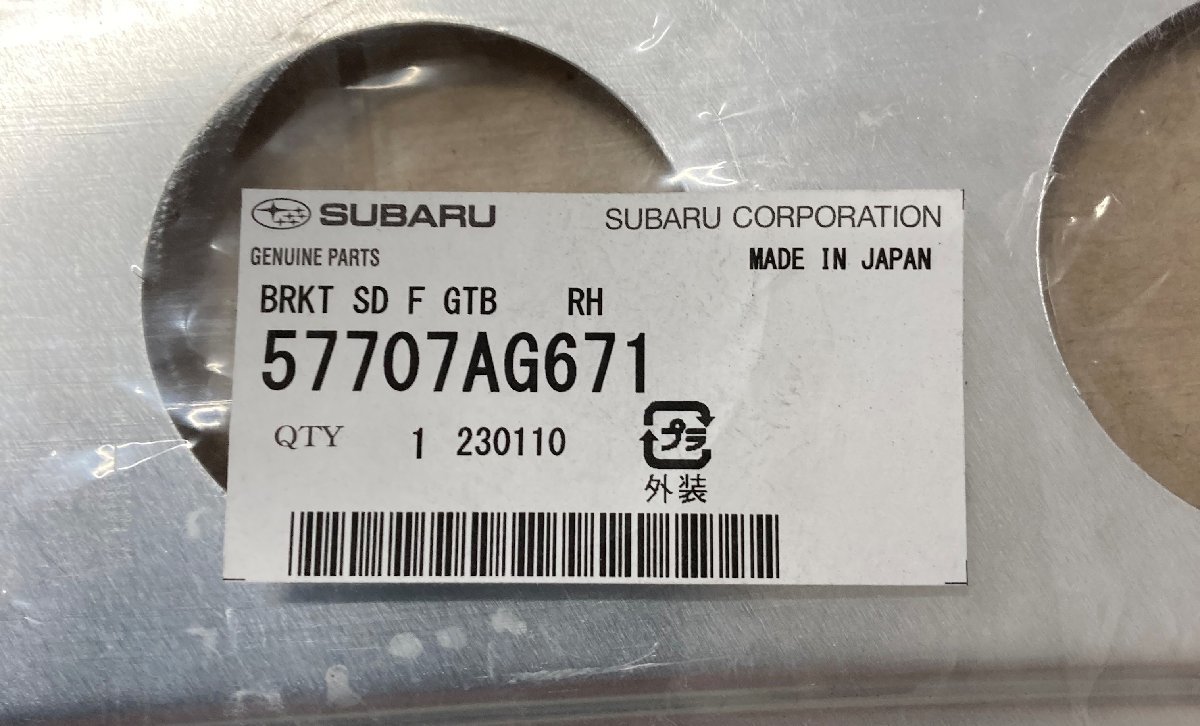 SUBARU SUBARU CORPORATION
GENUINE PARTS MADE IN JAPAN
BRKT SD F GTB RH
57707AG671
QTY 1 230110
プラ
外装